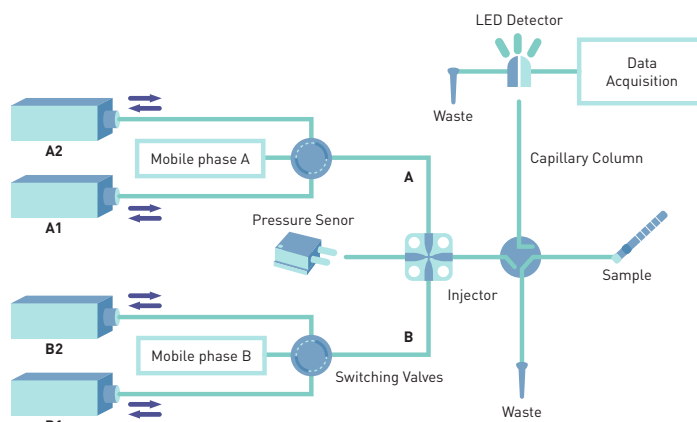 LED Detector
Data
Acquisition
Waste
A2
Mobile phase A
Capillary Column
A
A1
Pressure Senor
Sample
Injector
B2
B
Mobile phase B
Switching Valves
Waste